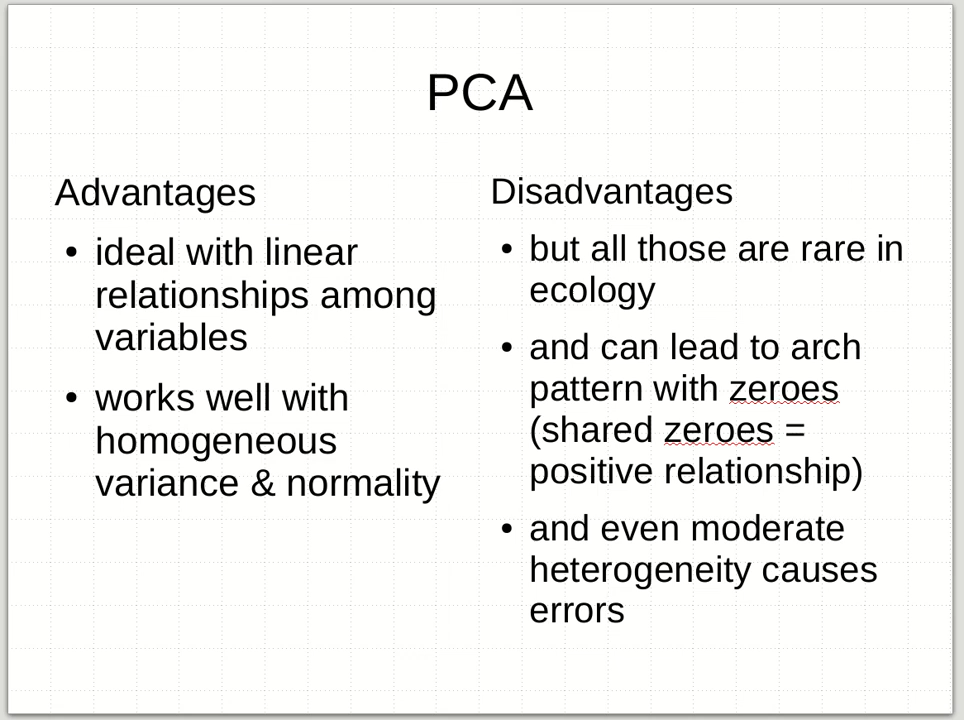 PCA
Advantages
• ideal with linear
relationships among
variables
• works well with
homogeneous
variance & normality
Disadvantages
• but all those are rare in
ecology
• and can lead to arch
pattern with zeroes
(shared zeroes =
positive relationship)
• and even moderate
heterogeneity causes
errors